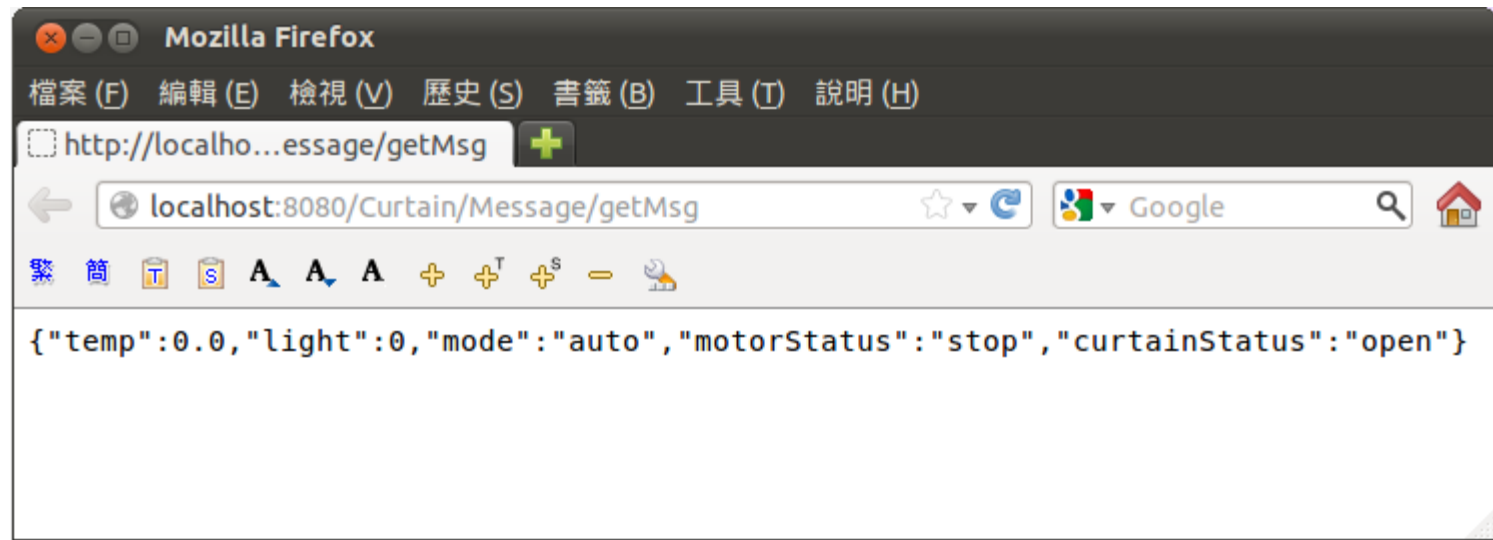 Mozilla Firefox
檔案 (F) 編輯 (E) 檢視 (V) 歷史 (S) 書籤 (B) 工具 (T) 說明 (H)
http://localho...essage/getMsg
localhost:8080/Curtain/Message/getMsg Google
繁 簡 T S A A A T S
{"temp":0.0,"light":0,"mode":"auto","motorStatus":"stop","curtainStatus":"open"}